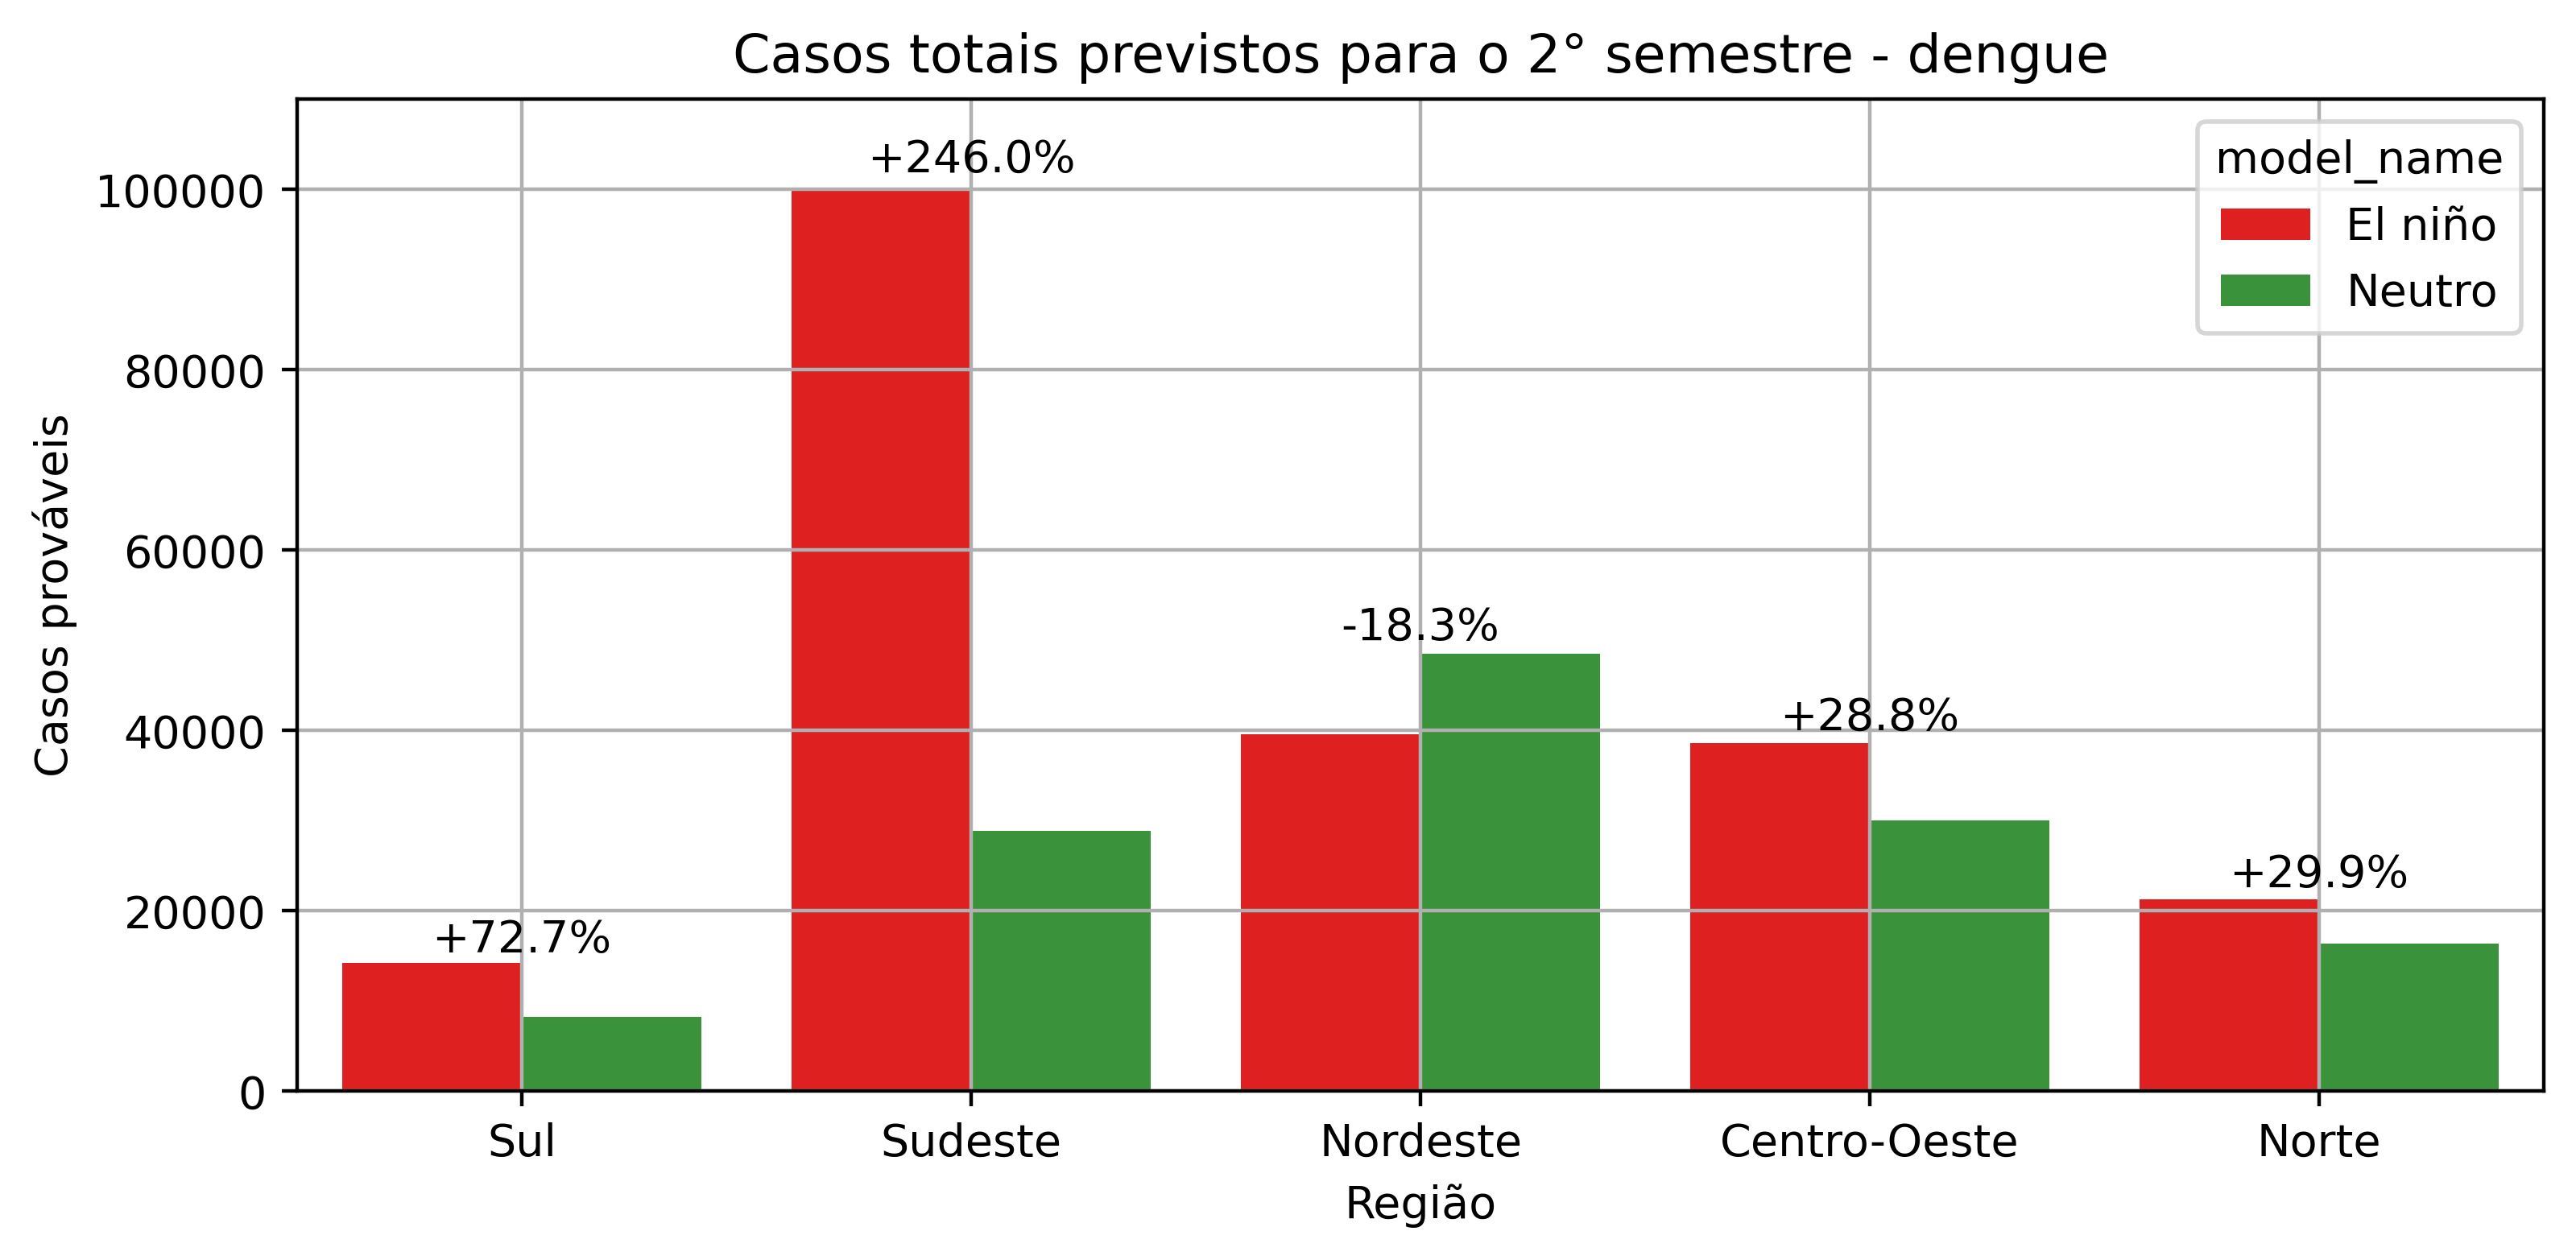 Casos totais previstos para o 2° semestre - dengue
model_name
El niño
Neutro
Casos prováveis
100000
80000
60000
40000
20000
0
+72.7%
+246.0%
-18.3%
+28.8%
+29.9%
Sul
Sudeste
Nordeste
Centro-Oeste
Norte
Região